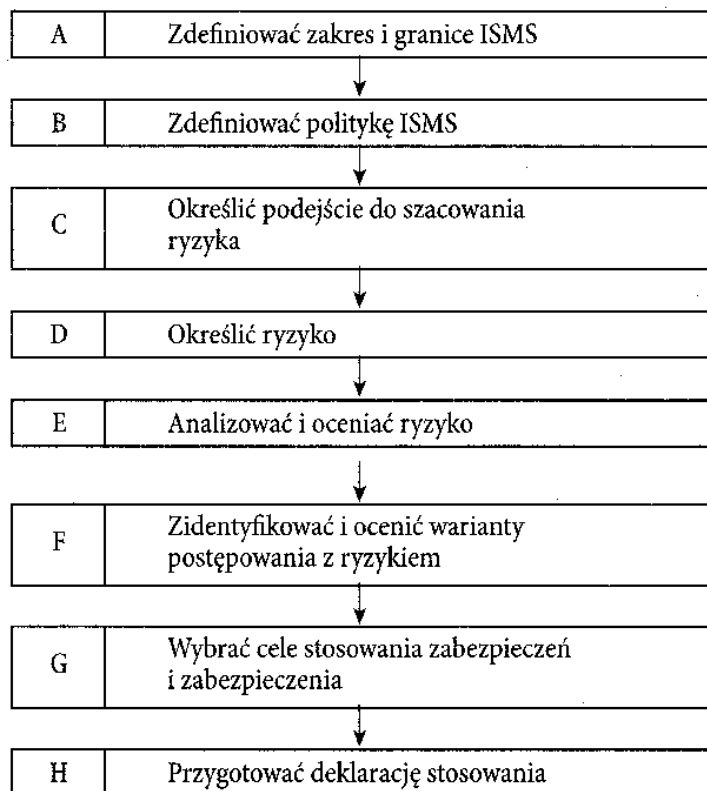 A Zdefiniować zakres i granice ISMS
B Zdefiniować politykę ISMS
C Określić podejście do szacowania
ryzyka
D Określić ryzyko
E Analizować i oceniać ryzyko
F Zidentyfikować i ocenić warianty
postępowania z ryzykiem
G Wybrać cele stosowania zabezpieczeń
i zabezpieczenia
H Przygotować deklarację stosowania